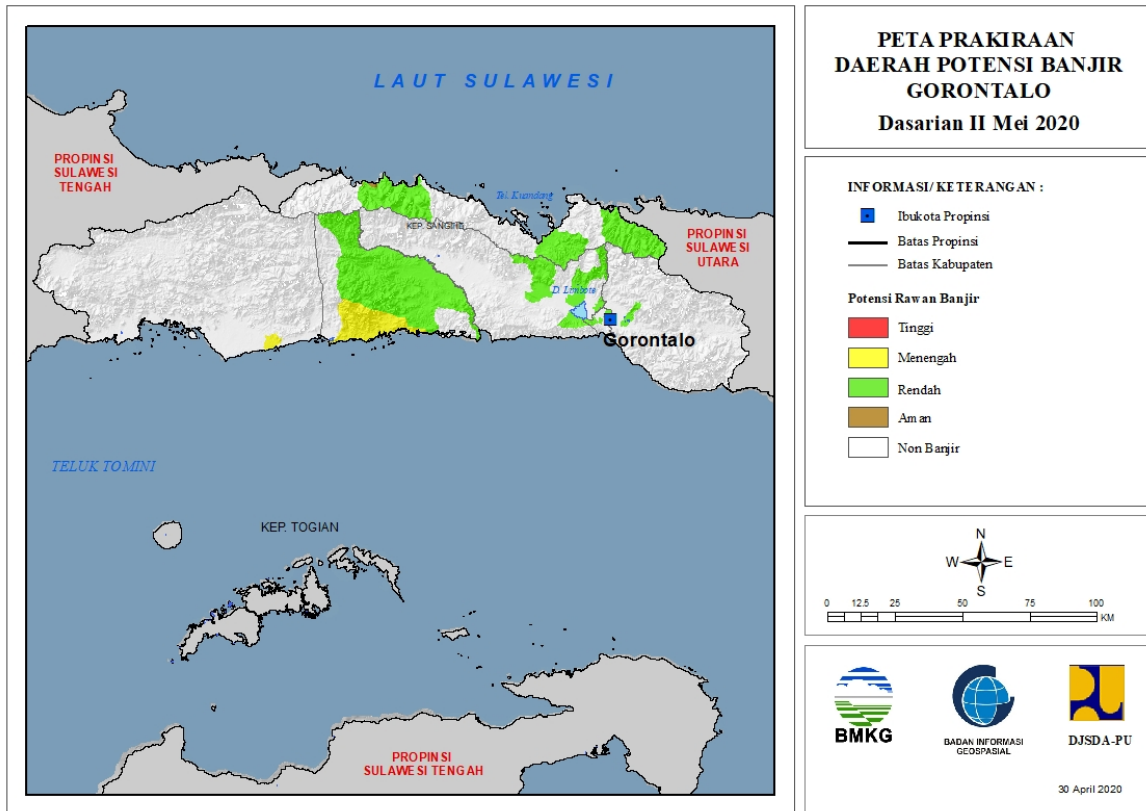 LAUT SULAWESI
PROPINSI
SULAWESI
TENGAH
Tel. Kuandang
KEP. SANGIHE
PROPINSI
SULAWESI
UTARA
D. Limboto
Gorontalo
TELUK TOMINI
KEP. TOGIAN
PROPINSI
SULAWESI TENGAH
PETA PRAKIRAAN
DAERAH POTENSI BANJIR
GORONTALO
Dasarian II Mei 2020
INFORMASI/ KETERANGAN :
Ibukota Propinsi
Batas Propinsi
Batas Kabupaten
Potensi Rawan Banjir
Tinggi
Menengah
Rendah
Aman
Non Banjir
N
W E
S
0 12.5 25 50 75 100
KM
BMKG
BADAN INFORMASI
GEOSPASIAL
DJSDA-PU
30 April 2020